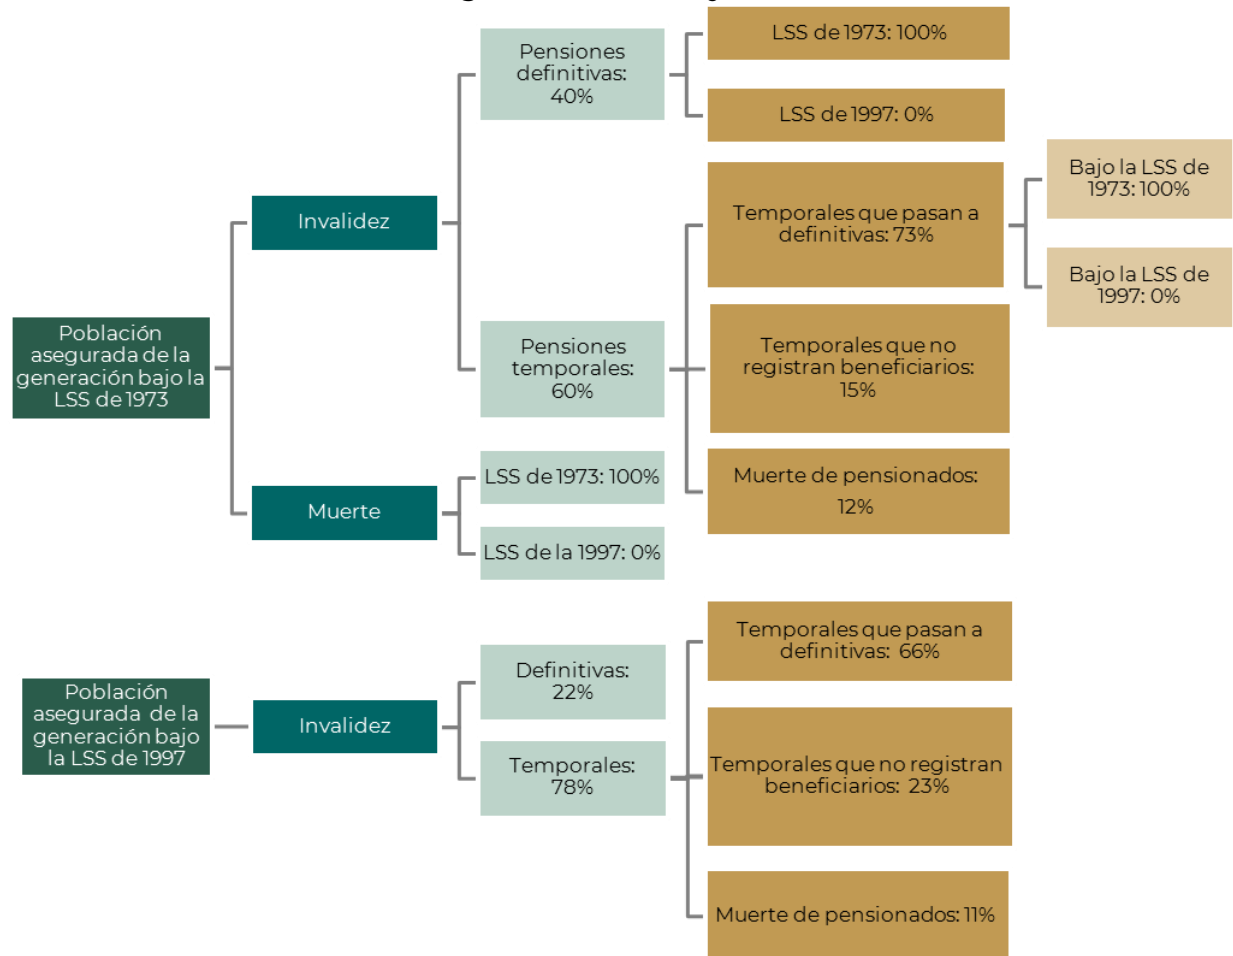 Pensiones
definitivas:
40%
LSS de 1973: 100%
LSS de 1997: 0%
Invalidez
Temporales que pasan a
definitivas: 73%
Bajo la LSS de
1973: 100%
Bajo la LSS de
1997: 0%
Población
asegurada de la
generación bajo la
LSS de 1973
Pensiones
temporales:
60%
Temporales que no
registran beneficiarios:
15%
Muerte de pensionados:
12%
Muerte
LSS de 1973: 100%
LSS de la 1997: 0%
Población
asegurada de la
generación bajo
la LSS de 1997
Invalidez
Definitivas:
22%
Temporales:
78%
Temporales que pasan a
definitivas: 66%
Temporales que no registran
beneficiarios: 23%
Muerte de pensionados: 11%